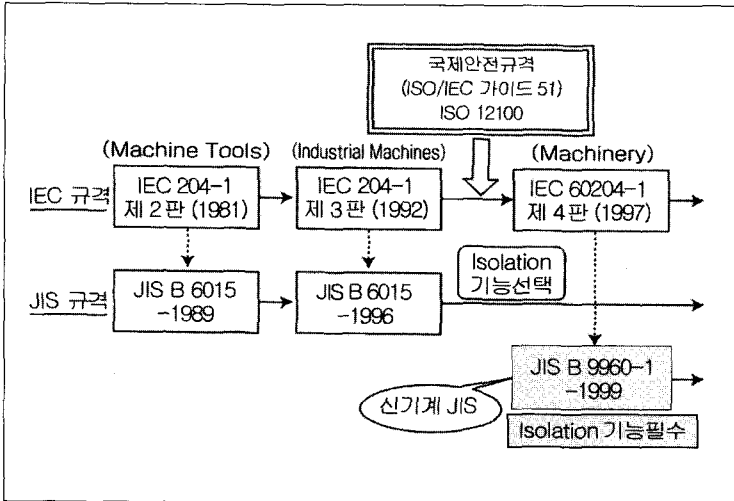 국제안전규격
(ISO/IEC 가이드 51)
ISO 12100
(Machine Tools)
(Industrial Machines)
(Machinery)
IEC 규격
IEC 204-1
제 2 판 (1981)
IEC 204-1
제 3 판 (1992)
IEC 60204-1
제 4 판 (1997)
Isolation
기능선택
JIS 규격
JIS B 6015
-1989
JIS B 6015
-1996
JIS B 9960-1
-1999
신기계 JIS
Isolation 기능필수